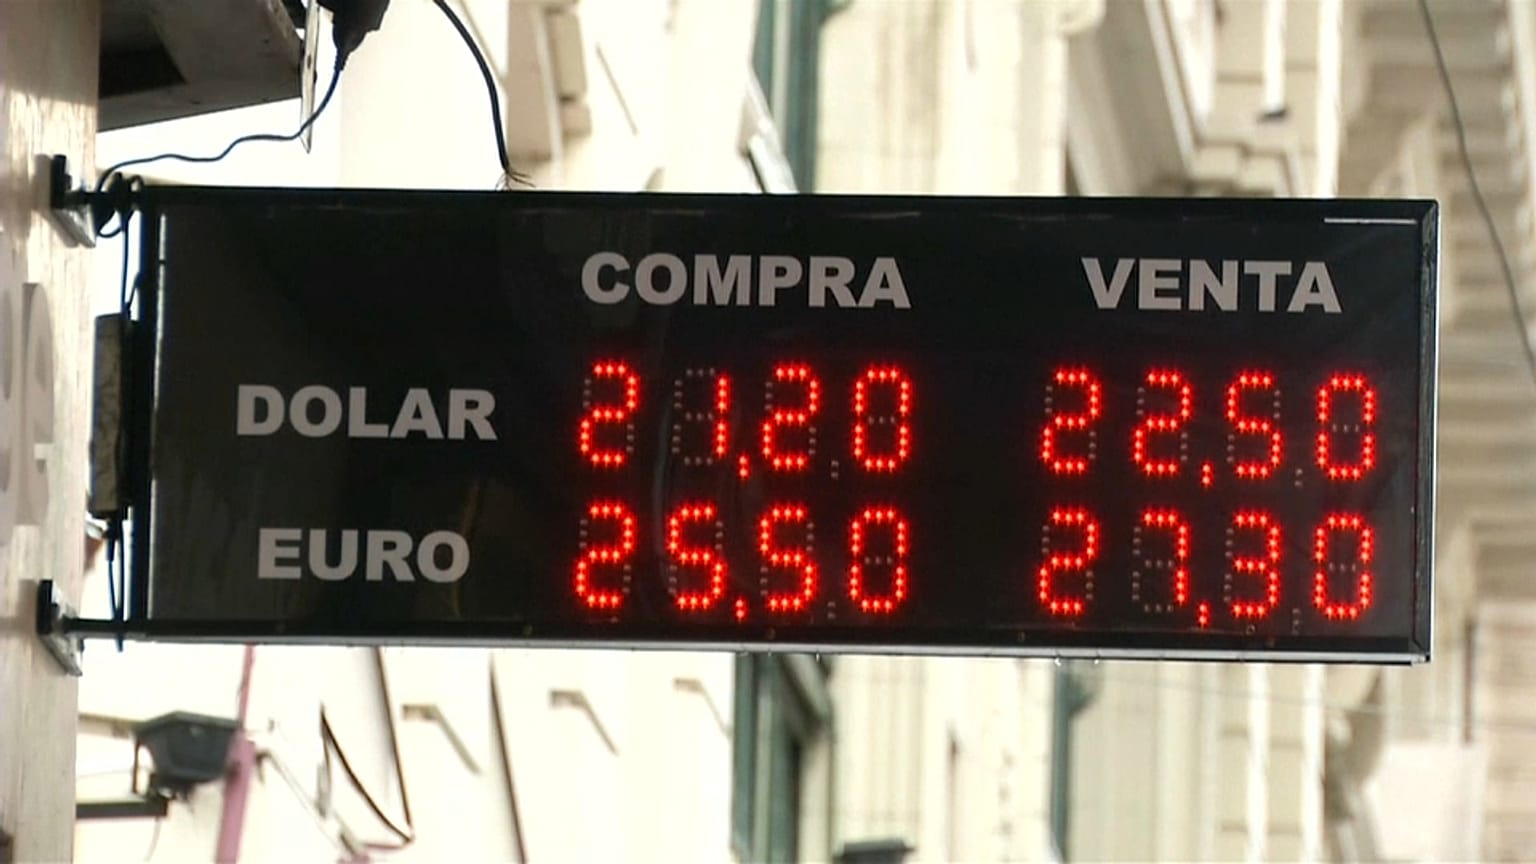 COMPRA VENTA
DOLAR 21,20 22,50
EURO 25,50 27,30